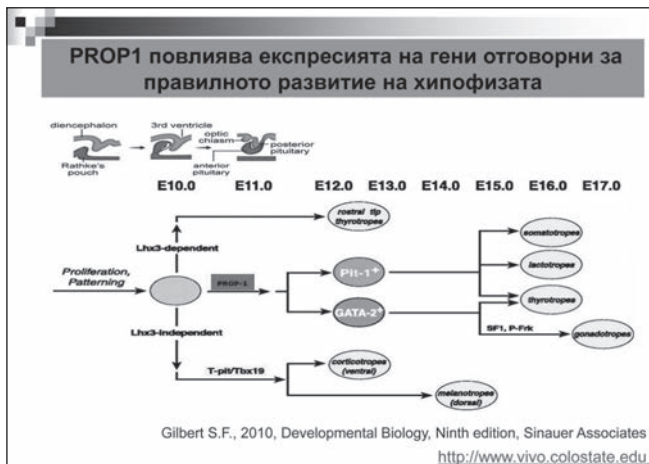 PROP1 повлиява експресията на гени отговорни за
правилното развитие на хипофизата
diencephalon
3rd ventricle
optic
chiasm
posterior
pituitary
Rathke's
pouch
anterior
pituitary
E10.0 E11.0 E12.0 E13.0 E14.0 E15.0 E16.0 E17.0
rostral tip
thyrotropes
Lhx3-dependent
somatotropes
Proliferation,
Patterning
PROP-1
Pit-1+
lactotropes
thyrotropes
GATA-2+
SF1, P-Frk
gonadotropes
Lhx3-Independent
T-pit/Tbx19
corticotropes
(ventral)
melanotropes
(dorsal)
Gilbert S.F., 2010, Developmental Biology, Ninth edition, Sinauer Associates
http://www.vivo.colostate.edu